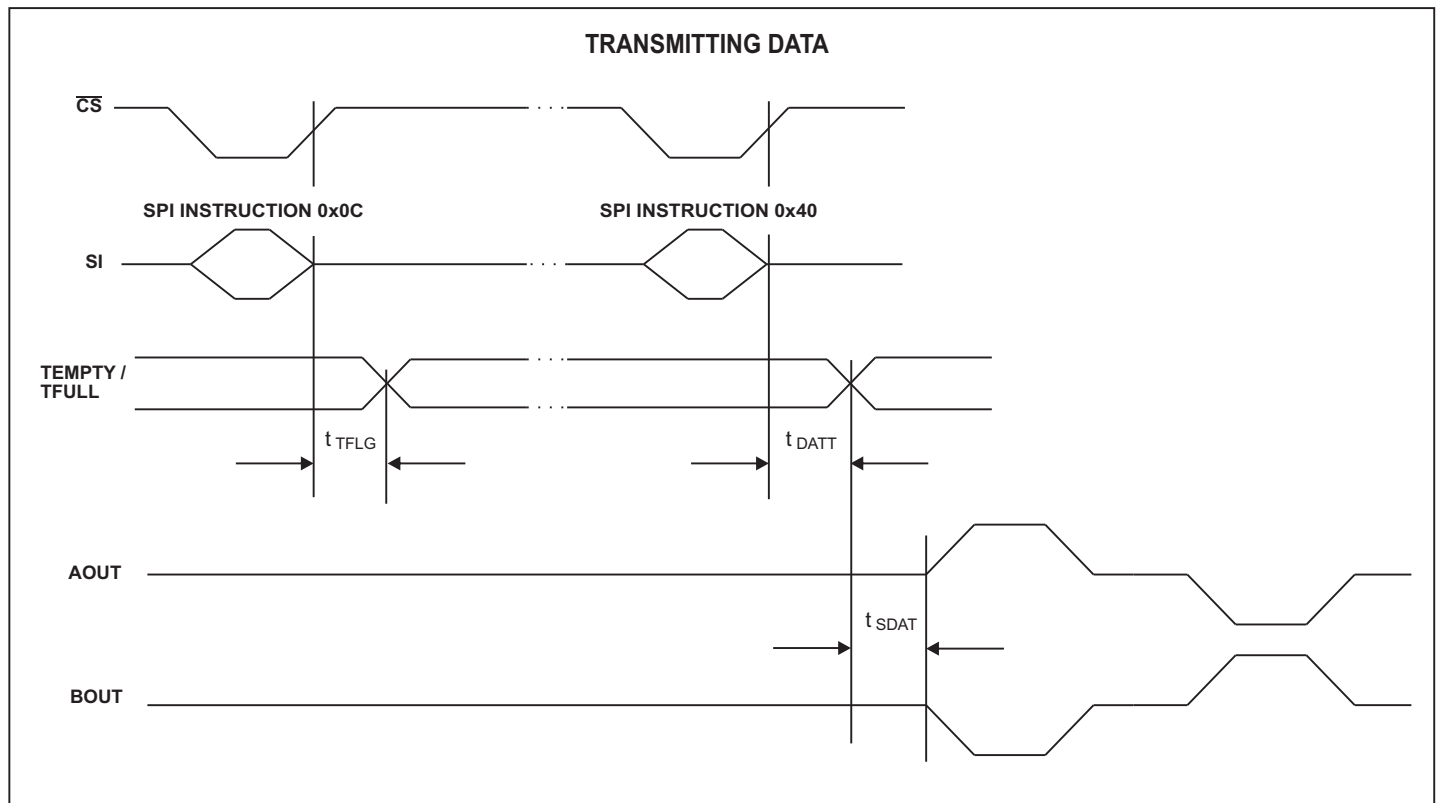 TRANSMITTING DATA
CS
SPI INSTRUCTION 0x0C
SPI INSTRUCTION 0x40
SI
TEMPTY /
TFULL
t TFLG
t DATT
AOUT
t SDAT
BOUT